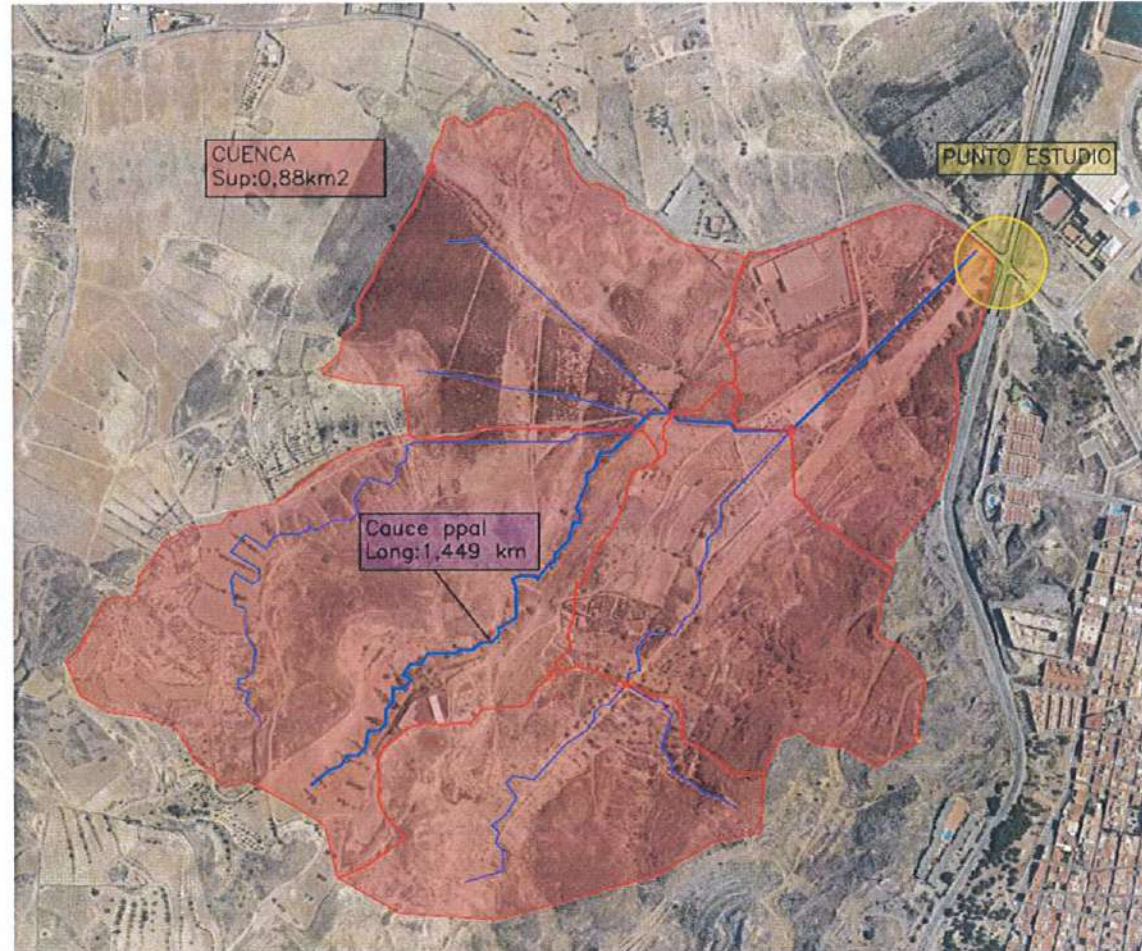 CUENCA
Sup:0,88km2
PUNTO ESTUDIO
Cauce ppal
Long:1,449 km